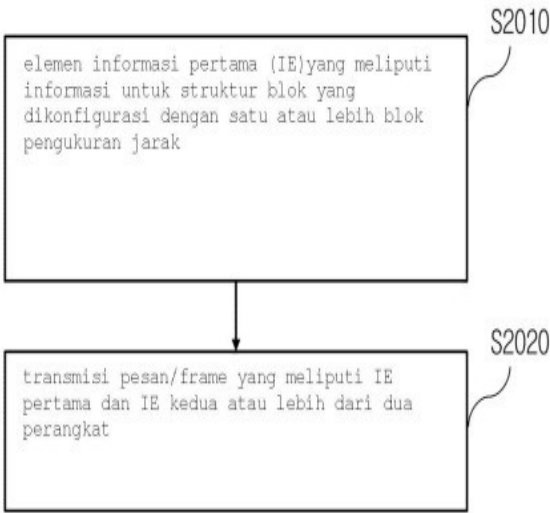 S2010
elemen informasi pertama (IE)yang meliputi
informasi untuk struktur blok yang
dikonfigurasi dengan satu atau lebih blok
pengukuran jarak
S2020
transmisi pesan/frame yang meliputi IE
pertama dan IE kedua atau lebih dari dua
perangkat